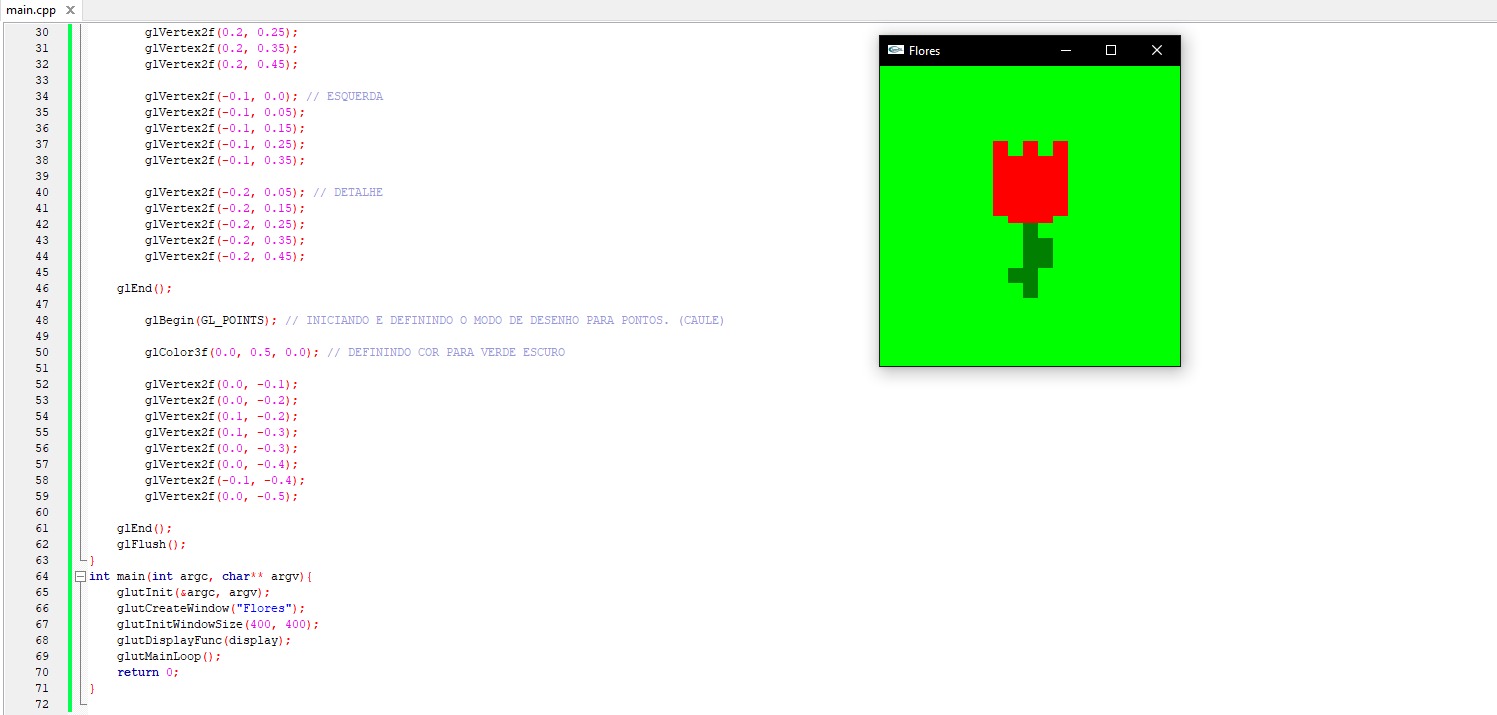 main.cpp X
30 glVertex2f(0.2, 0.25);
31 glVertex2f(0.2, 0.35);
32 glVertex2f(0.2, 0.45);
33
34 glVertex2f(-0.1, 0.0); // ESQUERDA
35 glVertex2f(-0.1, 0.05);
36 glVertex2f(-0.1, 0.15);
37 glVertex2f(-0.1, 0.25);
38 glVertex2f(-0.1, 0.35);
39
40 glVertex2f(-0.2, 0.05); // DETALHE
41 glVertex2f(-0.2, 0.15);
42 glVertex2f(-0.2, 0.25);
43 glVertex2f(-0.2, 0.35);
44 glVertex2f(-0.2, 0.45);
45
46 glEnd();
47
48 glBegin(GL_POINTS); // INICIANDO E DEFININDO O MODO DE DESENHO PARA PONTOS. (CAULE)
49
50 glColor3f(0.0, 0.5, 0.0); // DEFININDO COR PARA VERDE ESCURO
51
52 glVertex2f(0.0, -0.1);
53 glVertex2f(0.0, -0.2);
54 glVertex2f(0.1, -0.2);
55 glVertex2f(0.1, -0.3);
56 glVertex2f(0.0, -0.3);
57 glVertex2f(0.0, -0.4);
58 glVertex2f(-0.1, -0.4);
59 glVertex2f(0.0, -0.5);
60
61 glEnd();
62 glFlush();
63 }
64 int main(int argc, char** argv){
65 glutInit(&argc, argv);
66 glutCreateWindow("Flores");
67 glutInitWindowSize(400, 400);
68 glutDisplayFunc(display);
69 glutMainLoop();
70 return 0;
71 }
72
Flores